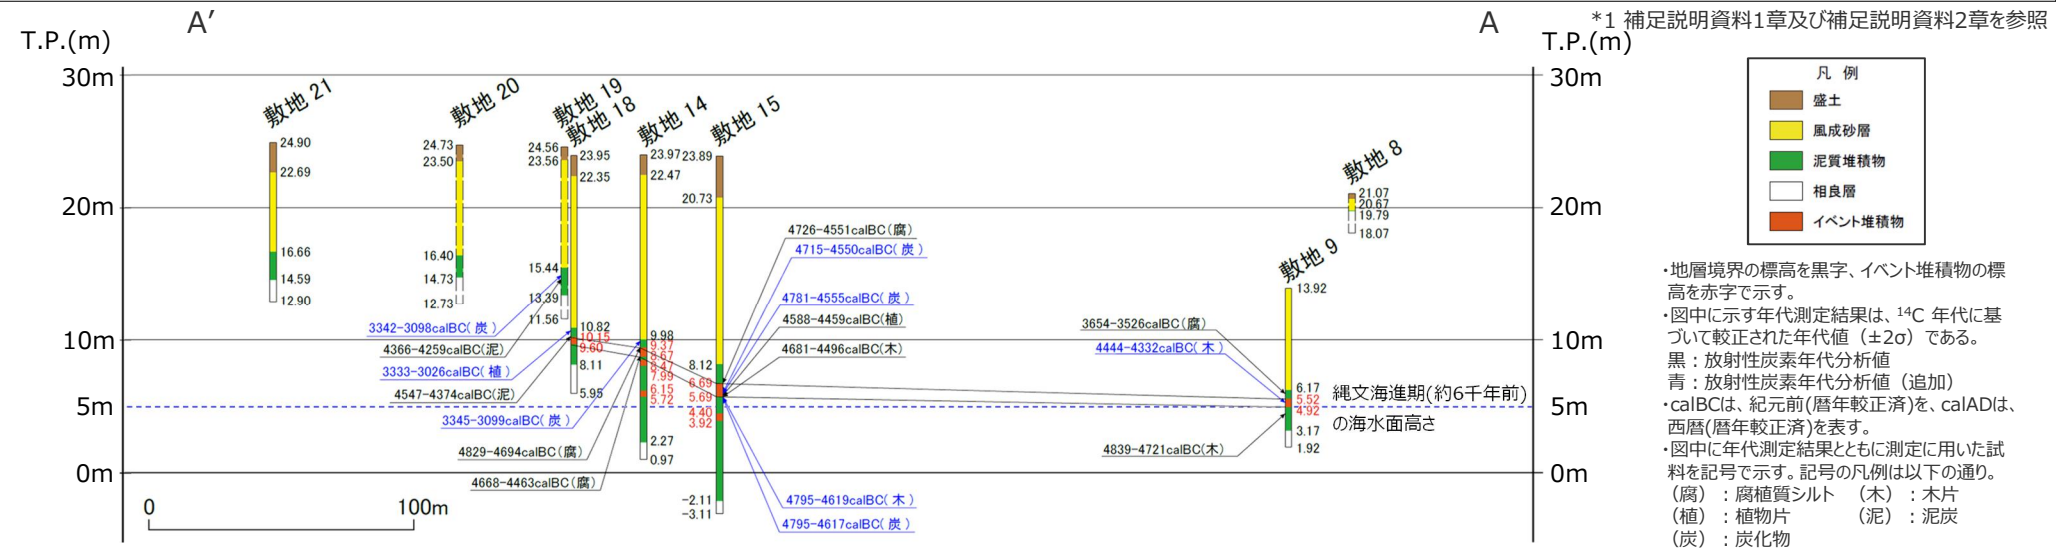 A′
A
*1 補足説明資料1章及び補足説明資料2章を参照
T.P.(m)
T.P.(m)
30m
20m
10m
5m
0m
30m
20m
10m
5m
0m
敷地 21
24.90
22.69
16.66
14.59
12.90
敷地 20
24.73
23.50
16.40
14.73
12.73
敷地 19
24.56
23.56
15.44
13.39
11.56
敷地 18
23.95
22.35
10.82
10.15
9.60
8.11
5.95
敷地 14
23.97
22.47
9.98
9.37
8.67
8.47
7.99
6.15
5.72
2.27
0.97
敷地 15
23.89
20.73
8.12
6.69
5.69
4.40
3.92
-2.11
-3.11
敷地 9
13.92
6.17
5.52
4.92
3.17
1.92
敷地 8
21.07
20.67
19.79
18.07
3342-3098calBC( 炭 )
4366-4259calBC(泥)
3333-3026calBC( 植 )
4547-4374calBC(泥)
3345-3099calBC( 炭 )
4829-4694calBC(腐)
4668-4463calBC(腐)
4726-4551calBC(腐)
4715-4550calBC( 炭 )
4781-4555calBC( 炭 )
4588-4459calBC(植)
4681-4496calBC(木)
4795-4619calBC( 木 )
4795-4617calBC( 炭 )
3654-3526calBC(腐)
4444-4332calBC( 木 )
4839-4721calBC(木)
縄文海進期(約6千年前)
の海水面高さ
0
100m
凡 例
盛土
風成砂層
泥質堆積物
相良層
イベント堆積物
・地層境界の標高を黒字、イベント堆積物の標
高を赤字で示す。
・図中に示す年代測定結果は、¹⁴C 年代に基
づいて較正された年代値（±2σ）である。
黒：放射性炭素年代分析値
青：放射性炭素年代分析値（追加）
・calBCは、紀元前(暦年較正済)を、calADは、
西暦(暦年較正済)を表す。
・図中に年代測定結果とともに測定に用いた試
料を記号で示す。記号の凡例は以下の通り。
（腐）：腐植質シルト （木）：木片
（植）：植物片 （泥）：泥炭
（炭）：炭化物